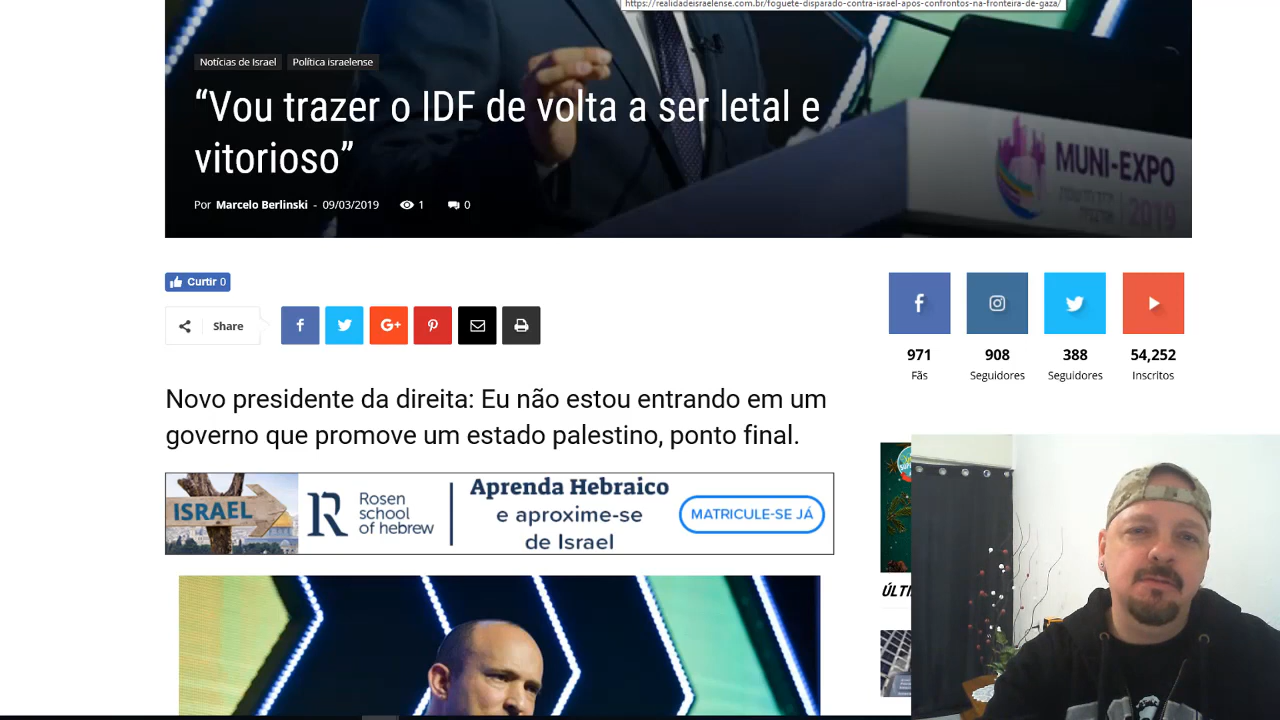 https://realidadeisraelense.com.br/foguete-disparado-contra-israel-apos-confrontos-na-fronteira-de-gaza/
Notícias de Israel
Política israelense
“Vou trazer o IDF de volta a ser letal e
vitorioso”
Por Marcelo Berlinski - 09/03/2019 1 0
MUNI-EXPO
2019
Curtir 0
Share
G+
971
Fãs
908
Seguidores
388
Seguidores
54,252
Inscritos
Novo presidente da direita: Eu não estou entrando em um
governo que promove um estado palestino, ponto final.
ISRAEL
Rosen
school
of hebrew
Aprenda Hebraico
e aproxime-se
de Israel
MATRICULE-SE JÁ